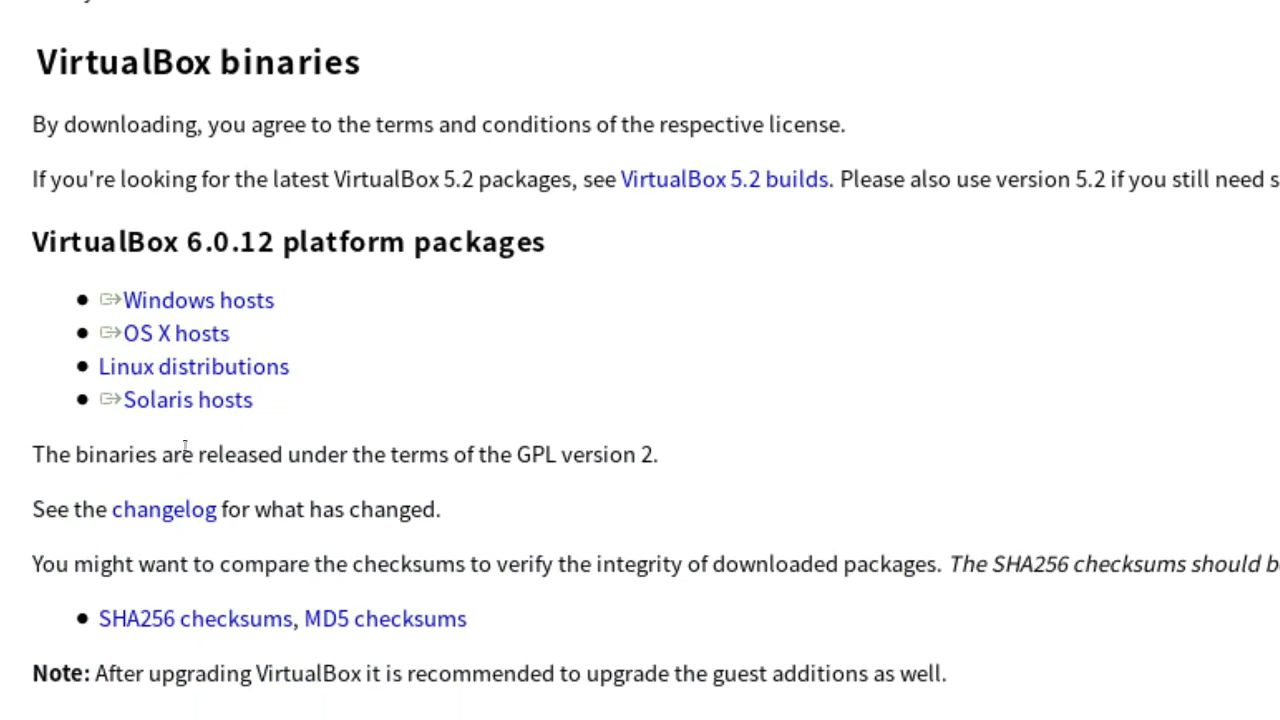 VirtualBox binaries
By downloading, you agree to the terms and conditions of the respective license.
If you're looking for the latest VirtualBox 5.2 packages, see VirtualBox 5.2 builds. Please also use version 5.2 if you still need s
VirtualBox 6.0.12 platform packages
Windows hosts
OS X hosts
Linux distributions
Solaris hosts
The binaries are released under the terms of the GPL version 2.
See the changelog for what has changed.
You might want to compare the checksums to verify the integrity of downloaded packages. The SHA256 checksums should b
SHA256 checksums, MD5 checksums
Note: After upgrading VirtualBox it is recommended to upgrade the guest additions as well.